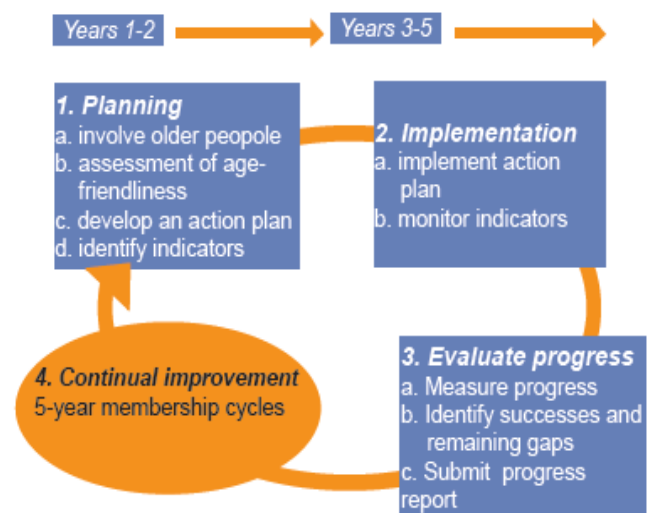 Years 1-2
Years 3-5
1. Planning
a. involve older peopole
b. assessment of age-
friendliness
c. develop an action plan
d. identify indicators
2. Implementation
a. implement action
plan
b. monitor indicators
3. Evaluate progress
a. Measure progress
b. Identify successes and
remaining gaps
c. Submit progress
report
4. Continual improvement
5-year membership cycles